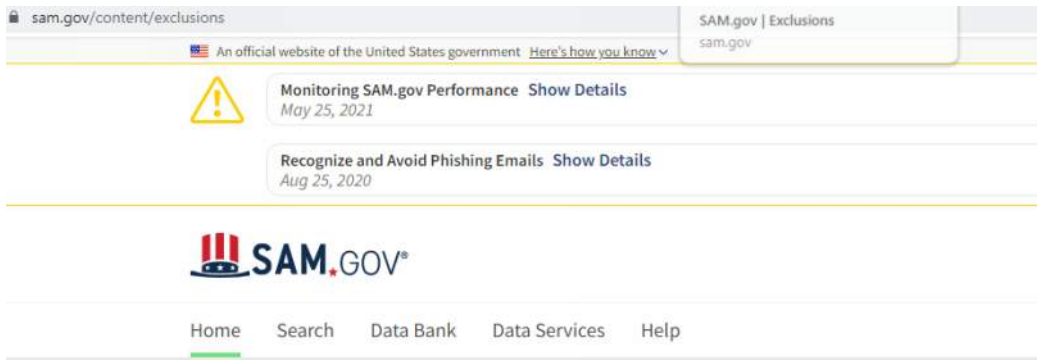 sam.gov/content/exclusions
SAM.gov | Exclusions
sam.gov
An official website of the United States government Here's how you know
Monitoring SAM.gov Performance Show Details
May 25, 2021
Recognize and Avoid Phishing Emails Show Details
Aug 25, 2020
SAM.GOV®
Home Search Data Bank Data Services Help